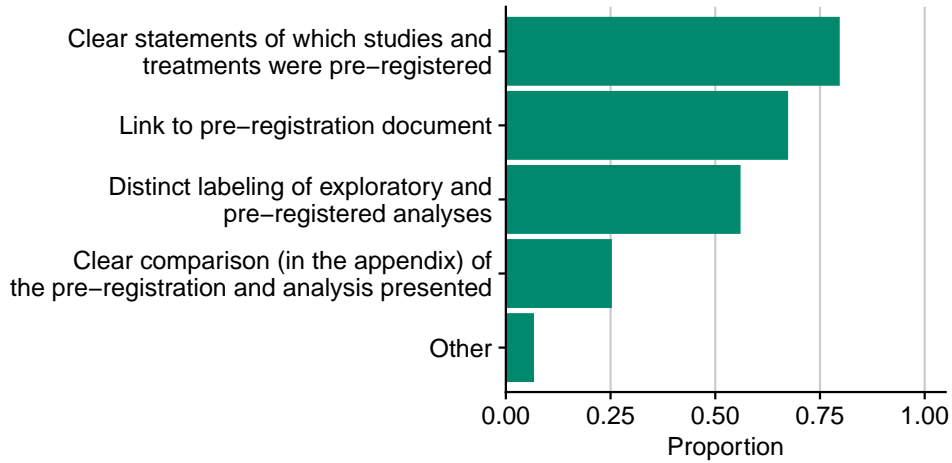 Clear statements of which studies and
treatments were pre−registered
Link to pre−registration document
Distinct labeling of exploratory and
pre−registered analyses
Clear comparison (in the appendix) of
the pre−registration and analysis presented
Other
0.00 0.25 0.50 0.75 1.00
Proportion